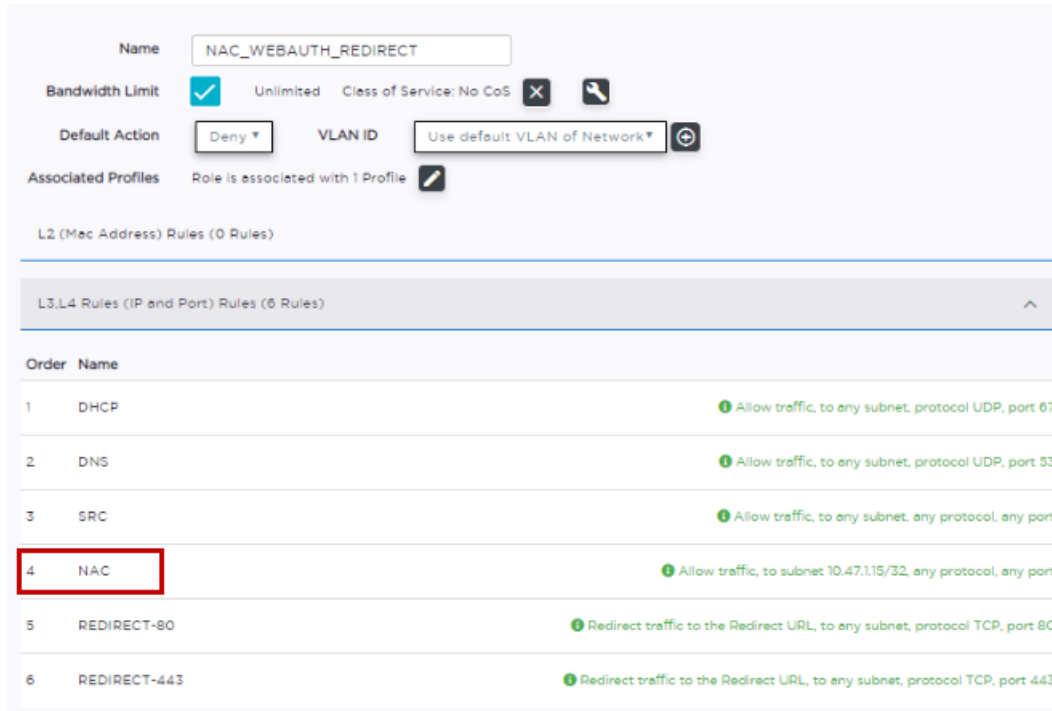 Name NAC_WEBAUTH_REDIRECT
Bandwidth Limit Unlimited Class of Service: No CoS
Default Action Deny VLAN ID Use default VLAN of Network
Associated Profiles Role is associated with 1 Profile
L2 (Mac Address) Rules (0 Rules)
L3,L4 Rules (IP and Port) Rules (6 Rules)
Order Name
1 DHCP Allow traffic, to any subnet, protocol UDP, port 67
2 DNS Allow traffic, to any subnet, protocol UDP, port 53
3 SRC Allow traffic, to any subnet, any protocol, any port
4 NAC Allow traffic, to subnet 10.47.1.15/32, any protocol, any port
5 REDIRECT-80 Redirect traffic to the Redirect URL, to any subnet, protocol TCP, port 80
6 REDIRECT-443 Redirect traffic to the Redirect URL, to any subnet, protocol TCP, port 443